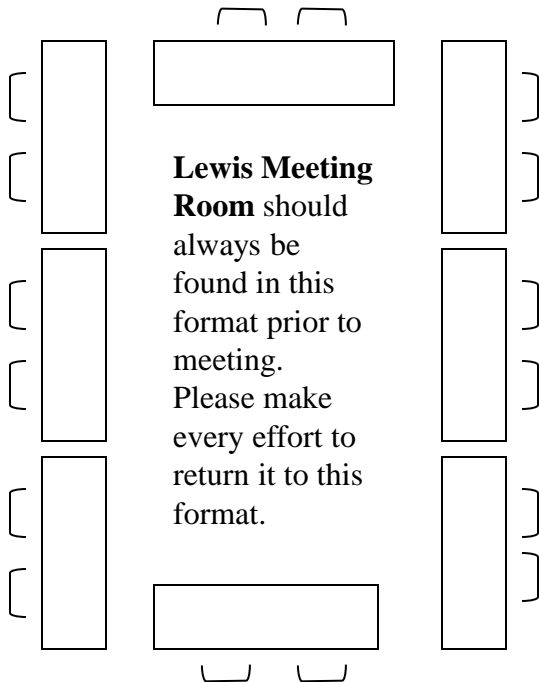 Lewis Meeting
Room should
always be
found in this
format prior to
meeting.
Please make
every effort to
return it to this
format.